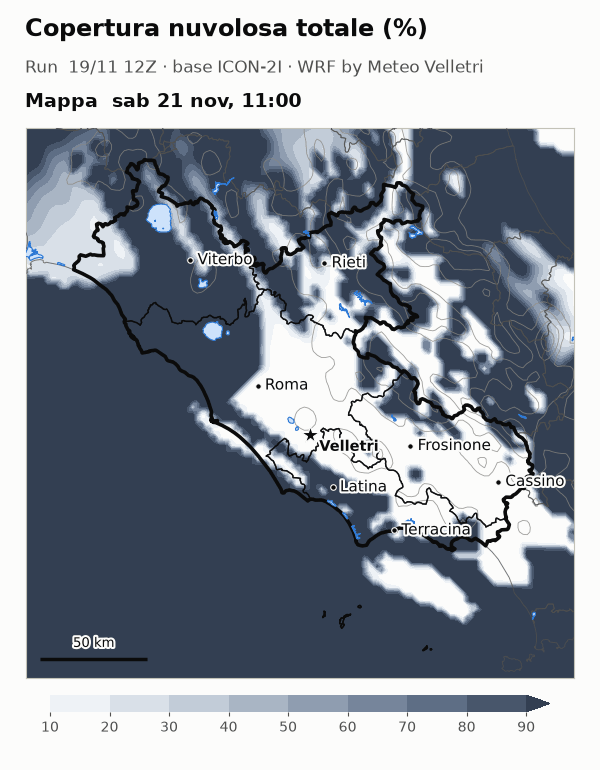 Copertura nuvolosa totale (%)
Run  19/11 12Z · base ICON-2I · WRF by Meteo Velletri
Mappa  sab 21 nov, 11:00
Viterbo
Rieti
Roma
Velletri
Frosinone
Cassino
Latina
Terracina
50 km
10 20 30 40 50 60 70 80 90